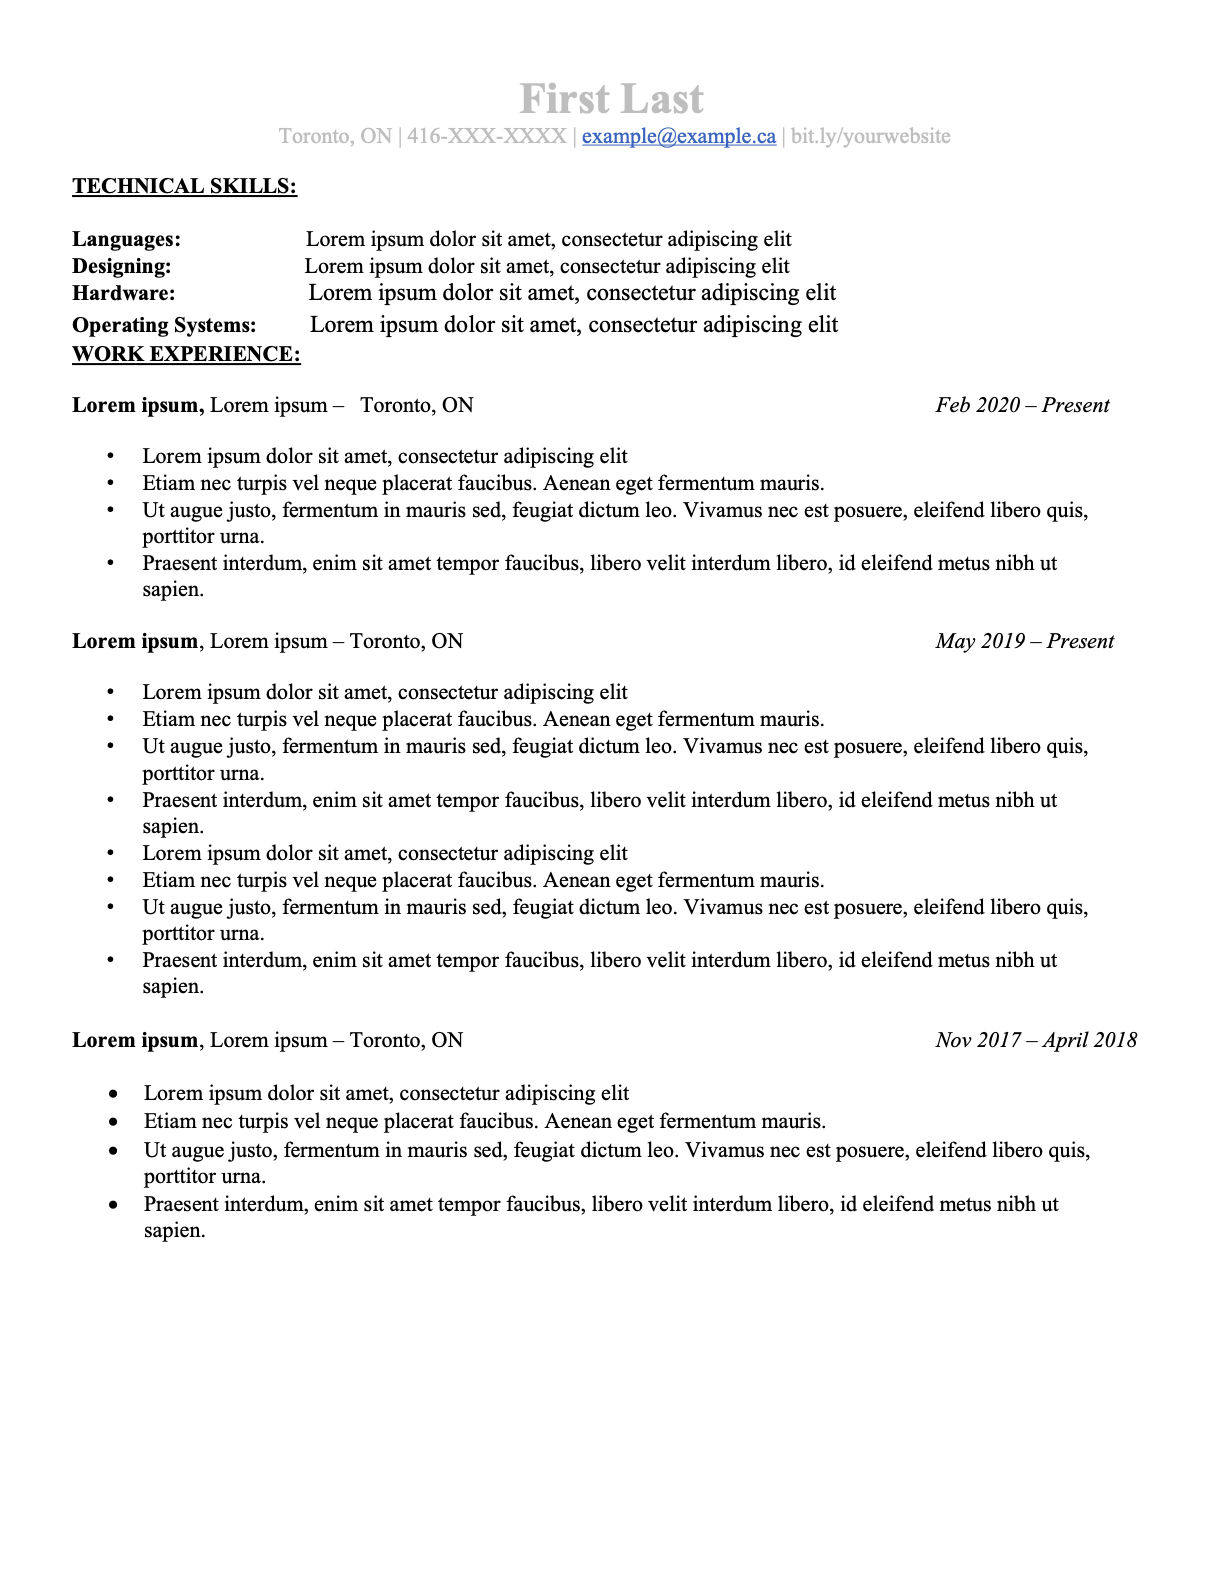 First Last
Toronto, ON | 416-XXX-XXXX | example@example.ca | bit.ly/yourwebsite
TECHNICAL SKILLS:
Languages: Lorem ipsum dolor sit amet, consectetur adipiscing elit
Designing: Lorem ipsum dolor sit amet, consectetur adipiscing elit
Hardware: Lorem ipsum dolor sit amet, consectetur adipiscing elit
Operating Systems: Lorem ipsum dolor sit amet, consectetur adipiscing elit
WORK EXPERIENCE:
Lorem ipsum, Lorem ipsum – Toronto, ON Feb 2020 – Present
• Lorem ipsum dolor sit amet, consectetur adipiscing elit
• Etiam nec turpis vel neque placerat faucibus. Aenean eget fermentum mauris.
• Ut augue justo, fermentum in mauris sed, feugiat dictum leo. Vivamus nec est posuere, eleifend libero quis,
porttitor urna.
• Praesent interdum, enim sit amet tempor faucibus, libero velit interdum libero, id eleifend metus nibh ut
sapien.
Lorem ipsum, Lorem ipsum – Toronto, ON May 2019 – Present
• Lorem ipsum dolor sit amet, consectetur adipiscing elit
• Etiam nec turpis vel neque placerat faucibus. Aenean eget fermentum mauris.
• Ut augue justo, fermentum in mauris sed, feugiat dictum leo. Vivamus nec est posuere, eleifend libero quis,
porttitor urna.
• Praesent interdum, enim sit amet tempor faucibus, libero velit interdum libero, id eleifend metus nibh ut
sapien.
• Lorem ipsum dolor sit amet, consectetur adipiscing elit
• Etiam nec turpis vel neque placerat faucibus. Aenean eget fermentum mauris.
• Ut augue justo, fermentum in mauris sed, feugiat dictum leo. Vivamus nec est posuere, eleifend libero quis,
porttitor urna.
• Praesent interdum, enim sit amet tempor faucibus, libero velit interdum libero, id eleifend metus nibh ut
sapien.
Lorem ipsum, Lorem ipsum – Toronto, ON Nov 2017 – April 2018
• Lorem ipsum dolor sit amet, consectetur adipiscing elit
• Etiam nec turpis vel neque placerat faucibus. Aenean eget fermentum mauris.
• Ut augue justo, fermentum in mauris sed, feugiat dictum leo. Vivamus nec est posuere, eleifend libero quis,
porttitor urna.
• Praesent interdum, enim sit amet tempor faucibus, libero velit interdum libero, id eleifend metus nibh ut
sapien.